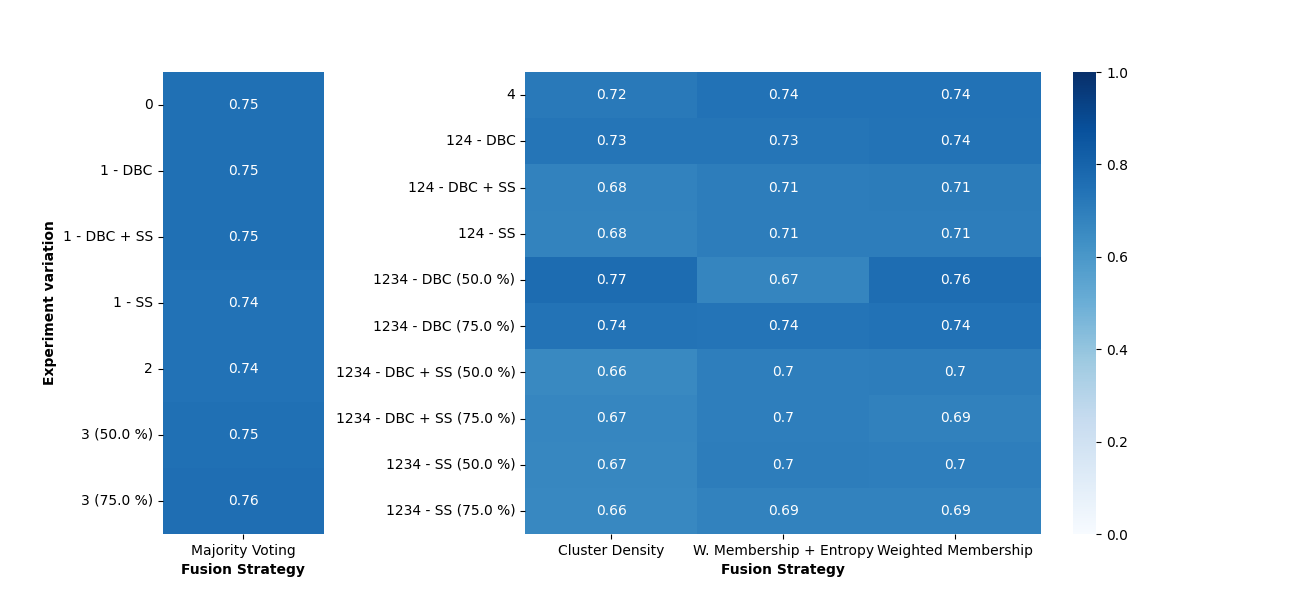 0 0.75
1 - DBC 0.75
1 - DBC + SS 0.75
1 - SS 0.74
2 0.74
3 (50.0 %) 0.75
3 (75.0 %) 0.76
Majority Voting
Fusion Strategy
Experiment variation
4 0.72 0.74 0.74
124 - DBC 0.73 0.73 0.74
124 - DBC + SS 0.68 0.71 0.71
124 - SS 0.68 0.71 0.71
1234 - DBC (50.0 %) 0.77 0.67 0.76
1234 - DBC (75.0 %) 0.74 0.74 0.74
1234 - DBC + SS (50.0 %) 0.66 0.7 0.7
1234 - DBC + SS (75.0 %) 0.67 0.7 0.69
1234 - SS (50.0 %) 0.67 0.7 0.7
1234 - SS (75.0 %) 0.66 0.69 0.69
Cluster Density W. Membership + Entropy Weighted Membership
Fusion Strategy
1.0
0.8
0.6
0.4
0.2
0.0